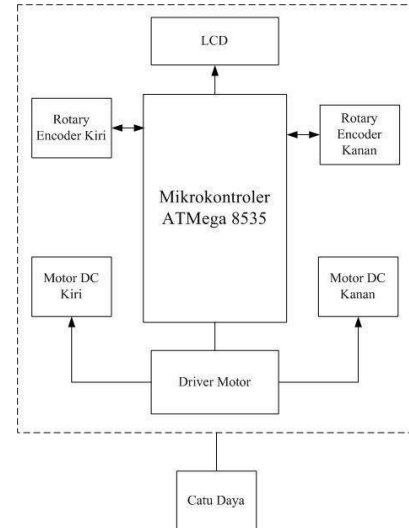 LCD
Rotary
Encoder Kiri
Rotary
Encoder
Kanan
Mikrokontroler
ATMega 8535
Motor DC
Kiri
Motor DC
Kanan
Driver Motor
Catu Daya